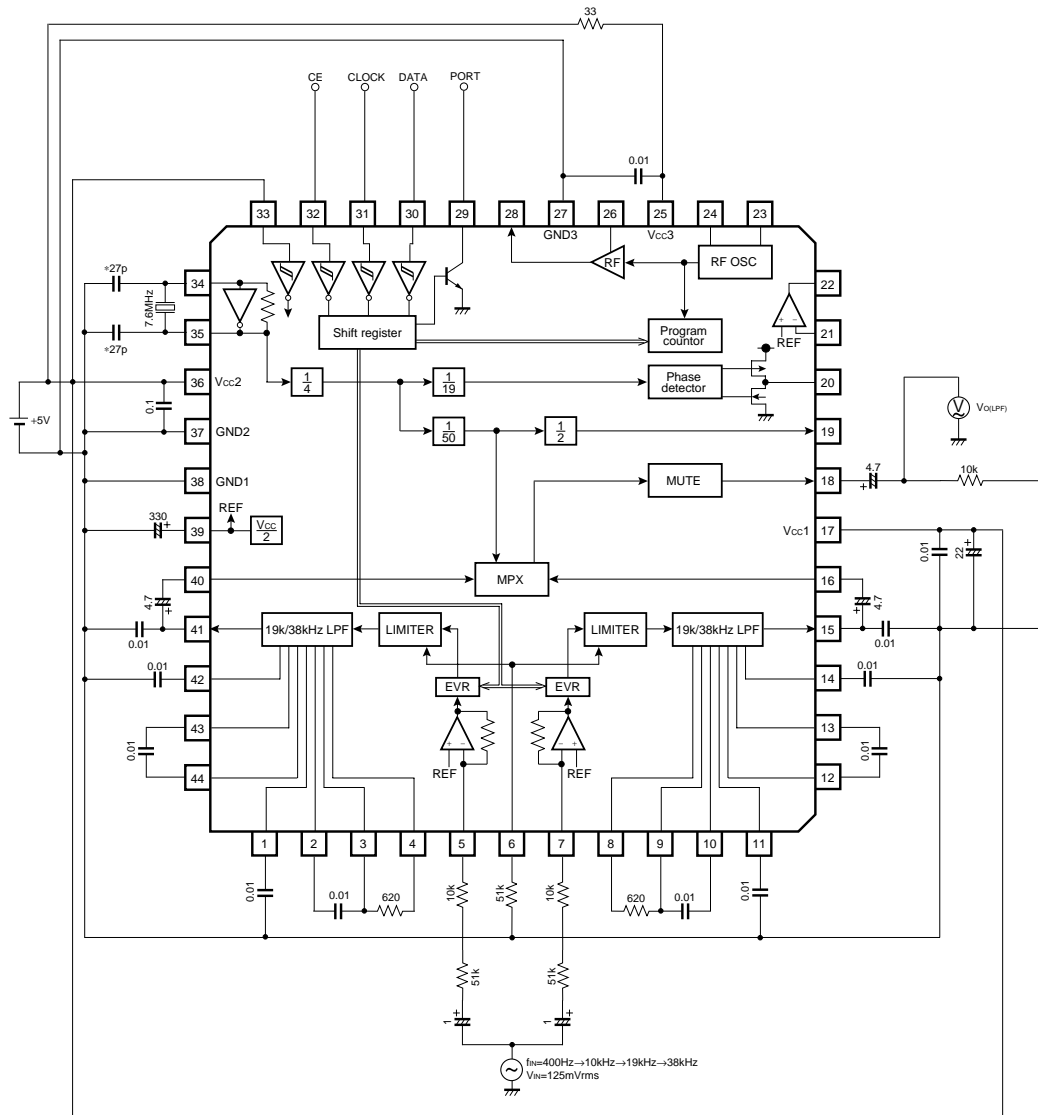 33
CE
CLOCK
DATA
PORT
0.01
33
32
31
30
29
28
27
26
25
24
23
GND3
Vcc3
*27p
34
7.6MHz
35
*27p
RF
RF OSC
22
REF
21
Shift register
Program
countor
36
Vcc2
1/4
1/19
Phase
detector
20
+5V
0.1
37
GND2
1/50
1/2
19
V
VO(LPF)
38
GND1
MUTE
18
4.7
+
10k
REF
330
+
39
Vcc/2
Vcc1
17
0.01
22
+
40
MPX
16
4.7
+
41
0.01
19k/38kHz LPF
LIMITER
LIMITER
19k/38kHz LPF
15
4.7
+
0.01
0.01
42
EVR
EVR
14
0.01
43
0.01
44
+ -
REF
+ -
REF
13
0.01
12
1
2
3
4
5
6
7
8
9
10
11
0.01
0.01
620
10k
51k
10k
620
0.01
0.01
51k
51k
1
+
1
+
fIN=400Hz→10kHz→19kHz→38kHz
VIN=125mVrms